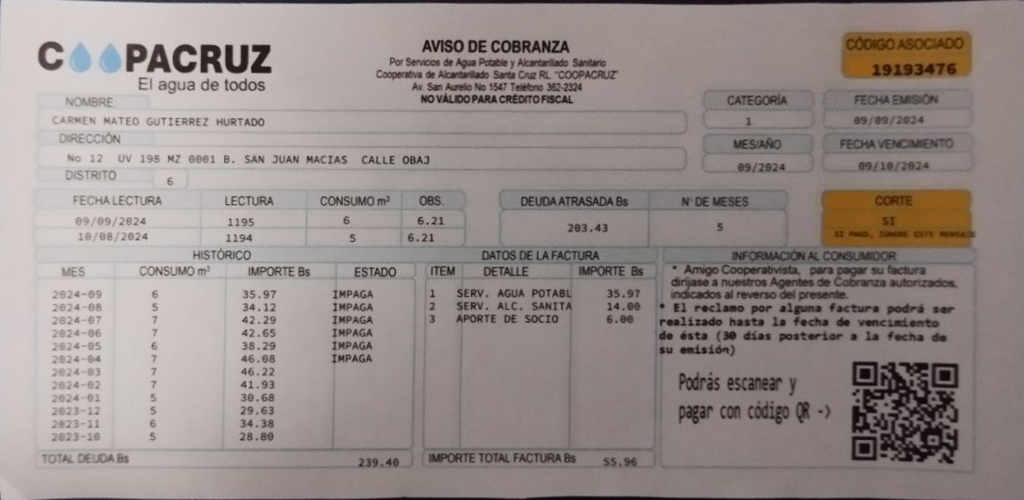 COOPACRUZ
El agua de todos
AVISO DE COBRANZA
Por Servicios de Agua Potable y Alcantarillado Sanitario
Cooperativa de Alcantarillado Santa Cruz RL. "COOPACRUZ"
Av. San Aurelio No 1547 Teléfono 362-2324
NO VÁLIDO PARA CRÉDITO FISCAL
CÓDIGO ASOCIADO
19193476
NOMBRE:
CARMEN MATEO GUTIERREZ HURTADO
CATEGORÍA
1
FECHA EMISIÓN
09/09/2024
DIRECCIÓN
No 12 UV 198 MZ 0001 B. SAN JUAN MACIAS CALLE OBAJ
MES/AÑO
09/2024
FECHA VENCIMIENTO
09/10/2024
DISTRITO 6
FECHA LECTURA LECTURA CONSUMO m³ OBS.
09/09/2024 1195 6 6.21
10/08/2024 1194 5 6.21
DEUDA ATRASADA Bs N° DE MESES
203.43 5
CORTE
SI
SI PAGO, IGNORE ESTE MENSAJE
HISTÓRICO
MES CONSUMO m³ IMPORTE Bs ESTADO
2024-09 6 35.97 IMPAGA
2024-08 5 34.12 IMPAGA
2024-07 7 42.29 IMPAGA
2024-06 7 42.65 IMPAGA
2024-05 6 38.29 IMPAGA
2024-04 7 46.08 IMPAGA
2024-03 7 46.22
2024-02 7 41.93
2024-01 5 30.68
2023-12 5 29.63
2023-11 6 34.38
2023-10 5 28.80
TOTAL DEUDA Bs 239.40
DATOS DE LA FACTURA
ITEM DETALLE IMPORTE Bs
1 SERV. AGUA POTABL 35.97
2 SERV. ALC. SANITA 14.00
3 APORTE DE SOCIO 6.00
IMPORTE TOTAL FACTURA Bs 55.96
INFORMACIÓN AL CONSUMIDOR
* Amigo Cooperativista, para pagar su factura
diríjase a nuestros Agentes de Cobranza autorizados,
indicados al reverso del presente.
* El reclamo por alguna factura podrá ser
realizado hasta la fecha de vencimiento
de ésta (30 días posterior a la fecha de
su emisión)
Podrás escanear y
pagar con código QR ->